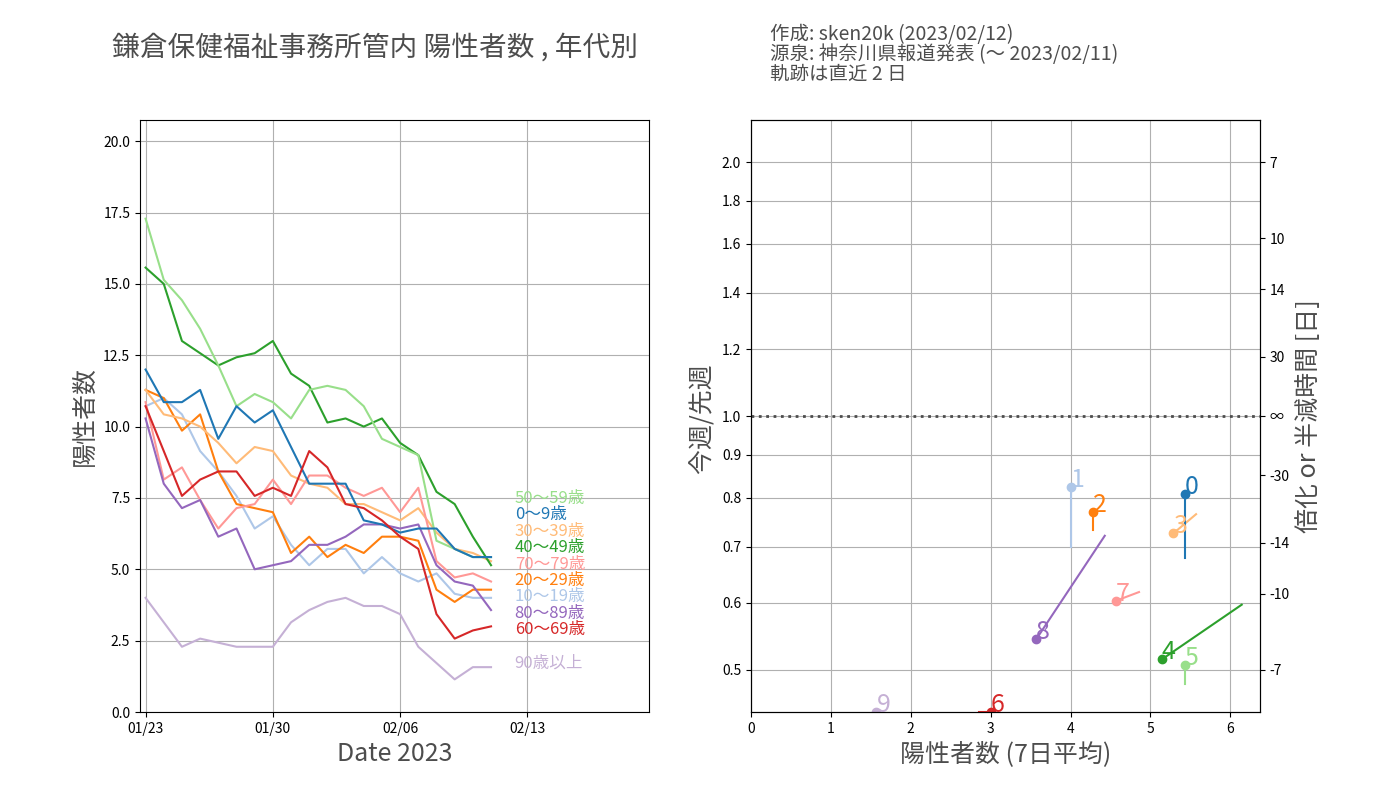 鎌倉保健福祉事務所管内 陽性者数 , 年代別
作成: sken20k (2023/02/12)
源泉: 神奈川県報道発表 (〜 2023/02/11)
軌跡は直近 2 日
陽性者数
20.0
17.5
15.0
12.5
10.0
7.5
5.0
2.5
0.0
01/23
01/30
02/06
02/13
Date 2023
50〜59歳
0〜9歳
30〜39歳
40〜49歳
70〜79歳
20〜29歳
10〜19歳
80〜89歳
60〜69歳
90歳以上
今週/先週
2.0
1.8
1.6
1.4
1.2
1.0
0.9
0.8
0.7
0.6
0.5
0
1
2
3
4
5
6
陽性者数 (7日平均)
7
10
14
30
∞
-30
-14
-10
-7
倍化 or 半減時間 [日]
1
0
2
3
7
8
4
5
9
6